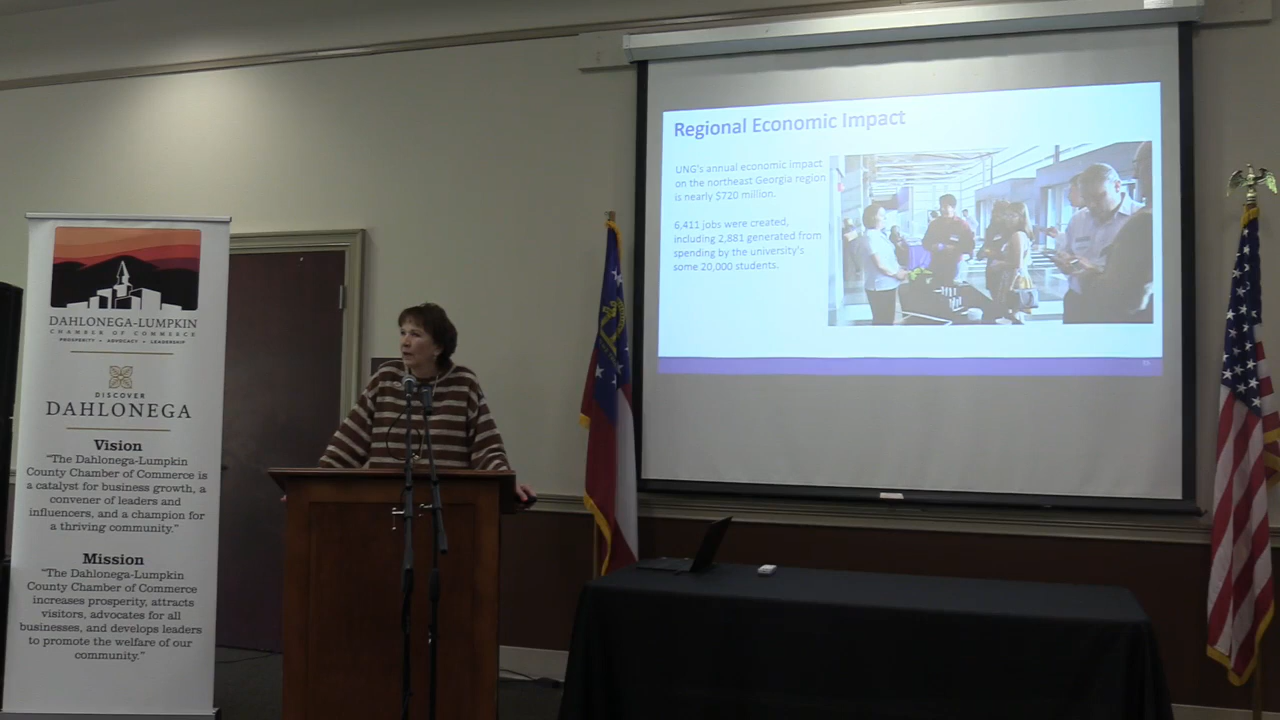 DAHLONEGA-LUMPKIN
CHAMBER OF COMMERCE
PROSPERITY • ADVOCACY • LEADERSHIP
DISCOVER
DAHLONEGA
Vision
"The Dahlonega-Lumpkin
County Chamber of Commerce is
a catalyst for business growth, a
convener of leaders and
influencers, and a champion for
a thriving community."
Mission
"The Dahlonega-Lumpkin
County Chamber of Commerce
increases prosperity, attracts
visitors, advocates for all
businesses, and develops leaders
to promote the welfare of our
community."
Regional Economic Impact
UNG's annual economic impact
on the northeast Georgia region
is nearly $720 million.
6,411 jobs were created,
including 2,881 generated from
spending by the university's
some 20,000 students.